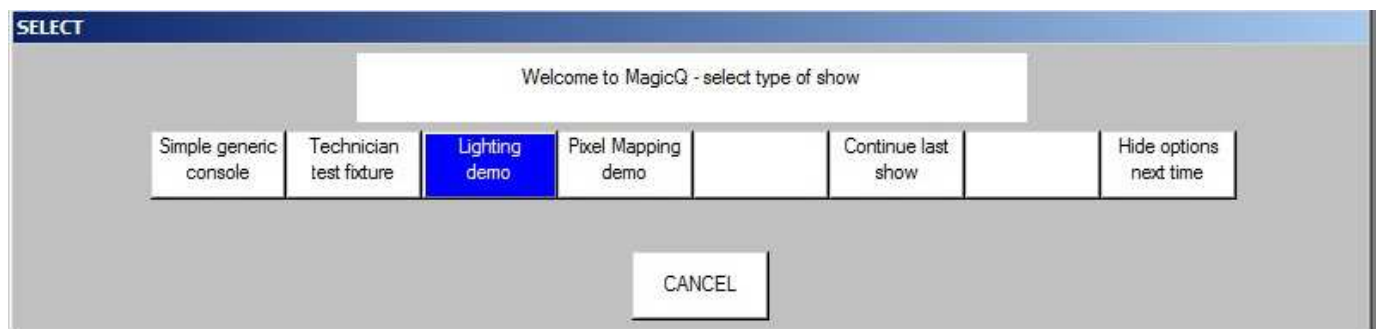 SELECT
Welcome to MagicQ - select type of show
Simple generic
console
Technician
test fixture
Lighting
demo
Pixel Mapping
demo
Continue last
show
Hide options
next time
CANCEL